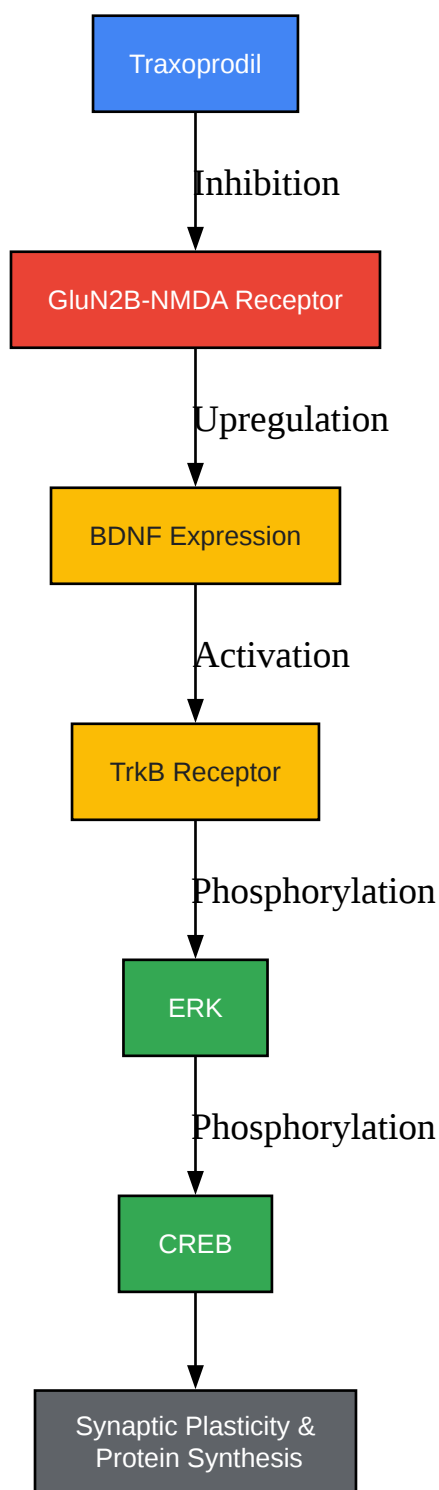 Traxoprodil
Inhibition
GluN2B-NMDA Receptor
Upregulation
BDNF Expression
Activation
TrkB Receptor
Phosphorylation
ERK
Phosphorylation
CREB
Synaptic Plasticity &
Protein Synthesis